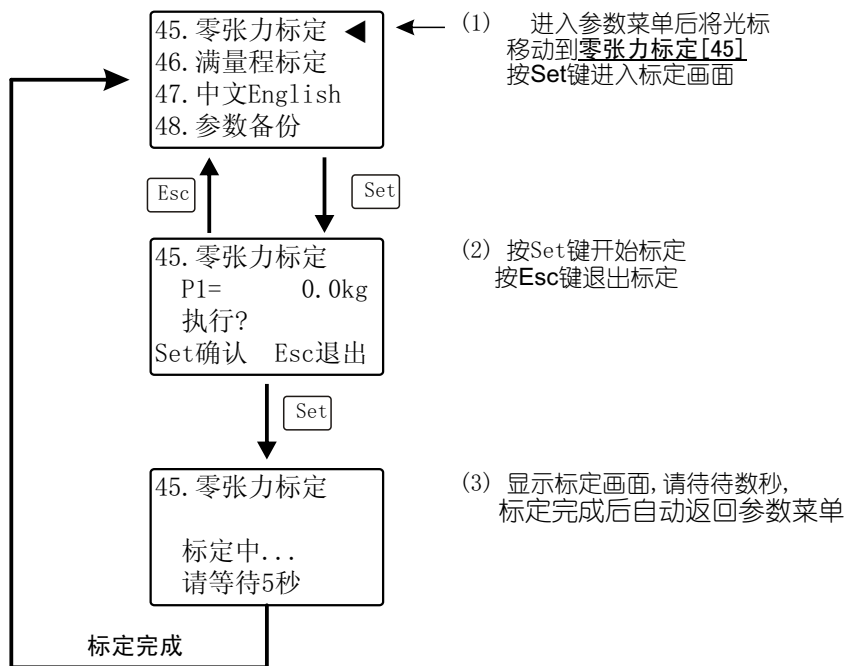 45.零张力标定 ◀
46.满量程标定
47.中文English
48.参数备份
(1) 进入参数菜单后将光标
移动到零张力标定[45]
按Set键进入标定画面
Esc
Set
45.零张力标定
P1= 0.0kg
执行?
Set确认 Esc退出
(2) 按Set键开始标定
按Esc键退出标定
Set
45.零张力标定
标定中...
请等待5秒
(3) 显示标定画面,请待待数秒,
标定完成后自动返回参数菜单
标定完成